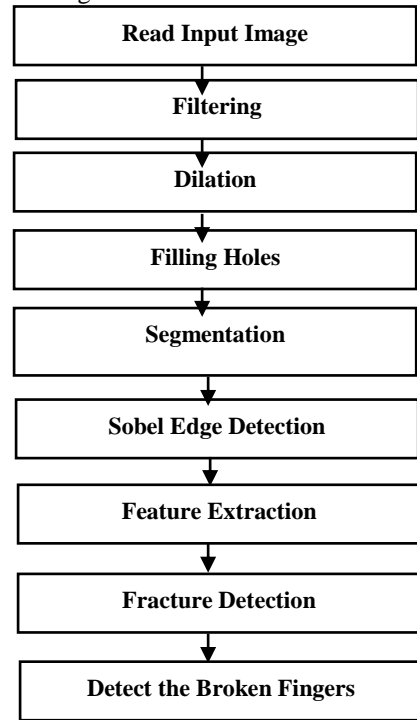 Read Input Image
Filtering
Dilation
Filling Holes
Segmentation
Sobel Edge Detection
Feature Extraction
Fracture Detection
Detect the Broken Fingers